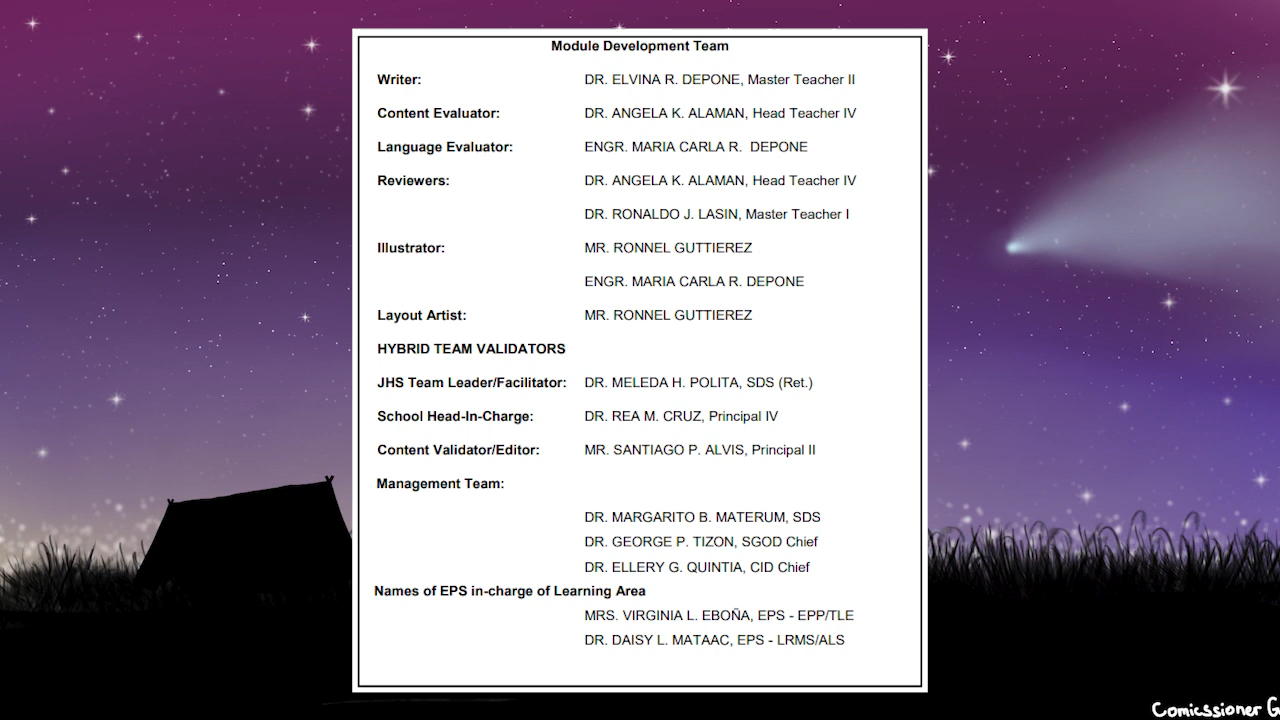 Module Development Team
Writer: DR. ELVINA R. DEPONE, Master Teacher II
Content Evaluator: DR. ANGELA K. ALAMAN, Head Teacher IV
Language Evaluator: ENGR. MARIA CARLA R. DEPONE
Reviewers: DR. ANGELA K. ALAMAN, Head Teacher IV
DR. RONALDO J. LASIN, Master Teacher I
Illustrator: MR. RONNEL GUTTIEREZ
ENGR. MARIA CARLA R. DEPONE
Layout Artist: MR. RONNEL GUTTIEREZ
HYBRID TEAM VALIDATORS
JHS Team Leader/Facilitator: DR. MELEDA H. POLITA, SDS (Ret.)
School Head-In-Charge: DR. REA M. CRUZ, Principal IV
Content Validator/Editor: MR. SANTIAGO P. ALVIS, Principal II
Management Team:
DR. MARGARITO B. MATERUM, SDS
DR. GEORGE P. TIZON, SGOD Chief
DR. ELLERY G. QUINTIA, CID Chief
Names of EPS in-charge of Learning Area
MRS. VIRGINIA L. EBOÑA, EPS - EPP/TLE
DR. DAISY L. MATAAC, EPS - LRMS/ALS
Comicssioner G